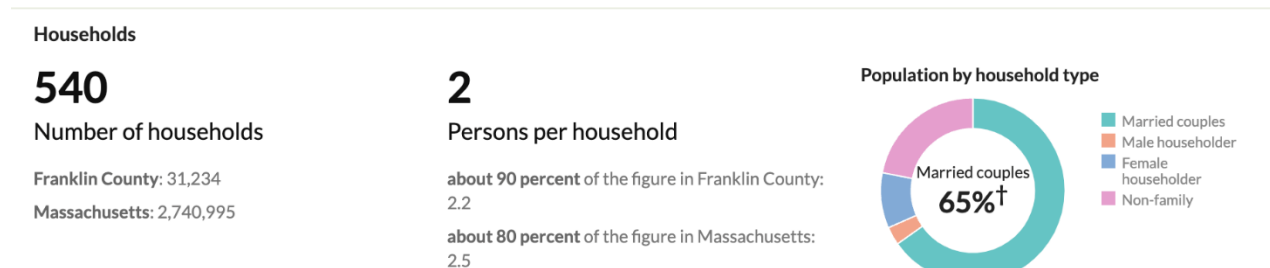 Households
540
Number of households
Franklin County: 31,234
Massachusetts: 2,740,995
2
Persons per household
about 90 percent of the figure in Franklin County:
2.2
about 80 percent of the figure in Massachusetts:
2.5
Population by household type
Married couples
65%†
Married couples
Male householder
Female
householder
Non-family